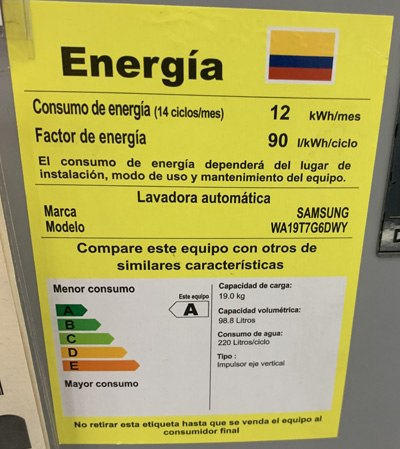 Energía
Consumo de energía (14 ciclos/mes) 12 kWh/mes
Factor de energía 90 l/kWh/ciclo
El consumo de energía dependerá del lugar de
instalación, modo de uso y mantenimiento del equipo.
Lavadora automática
Marca SAMSUNG
Modelo WA19T7G6DWY
Compare este equipo con otros de
similares características
Menor consumo
Este equipo
A
A
B
C
D
E
Mayor consumo
Capacidad de carga:
19.0 kg
Capacidad volumétrica:
98.8 Litros
Consumo de agua:
220 Litros/ciclo
Tipo :
Impulsor eje vertical
No retirar esta etiqueta hasta que se venda el equipo al
consumidor final